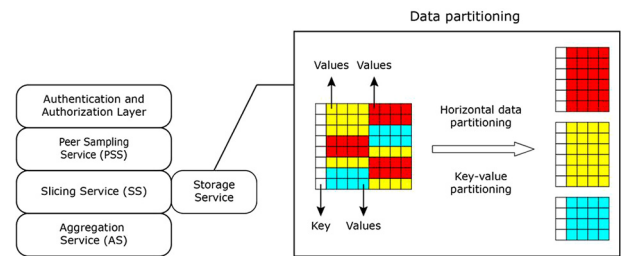 Data partitioning
Values Values
Horizontal data
partitioning
Key-value
partitioning
Key Values
Authentication and
Authorization Layer
Peer Sampling
Service (PSS)
Slicing Service (SS)
Storage
Service
Aggregation
Service (AS)